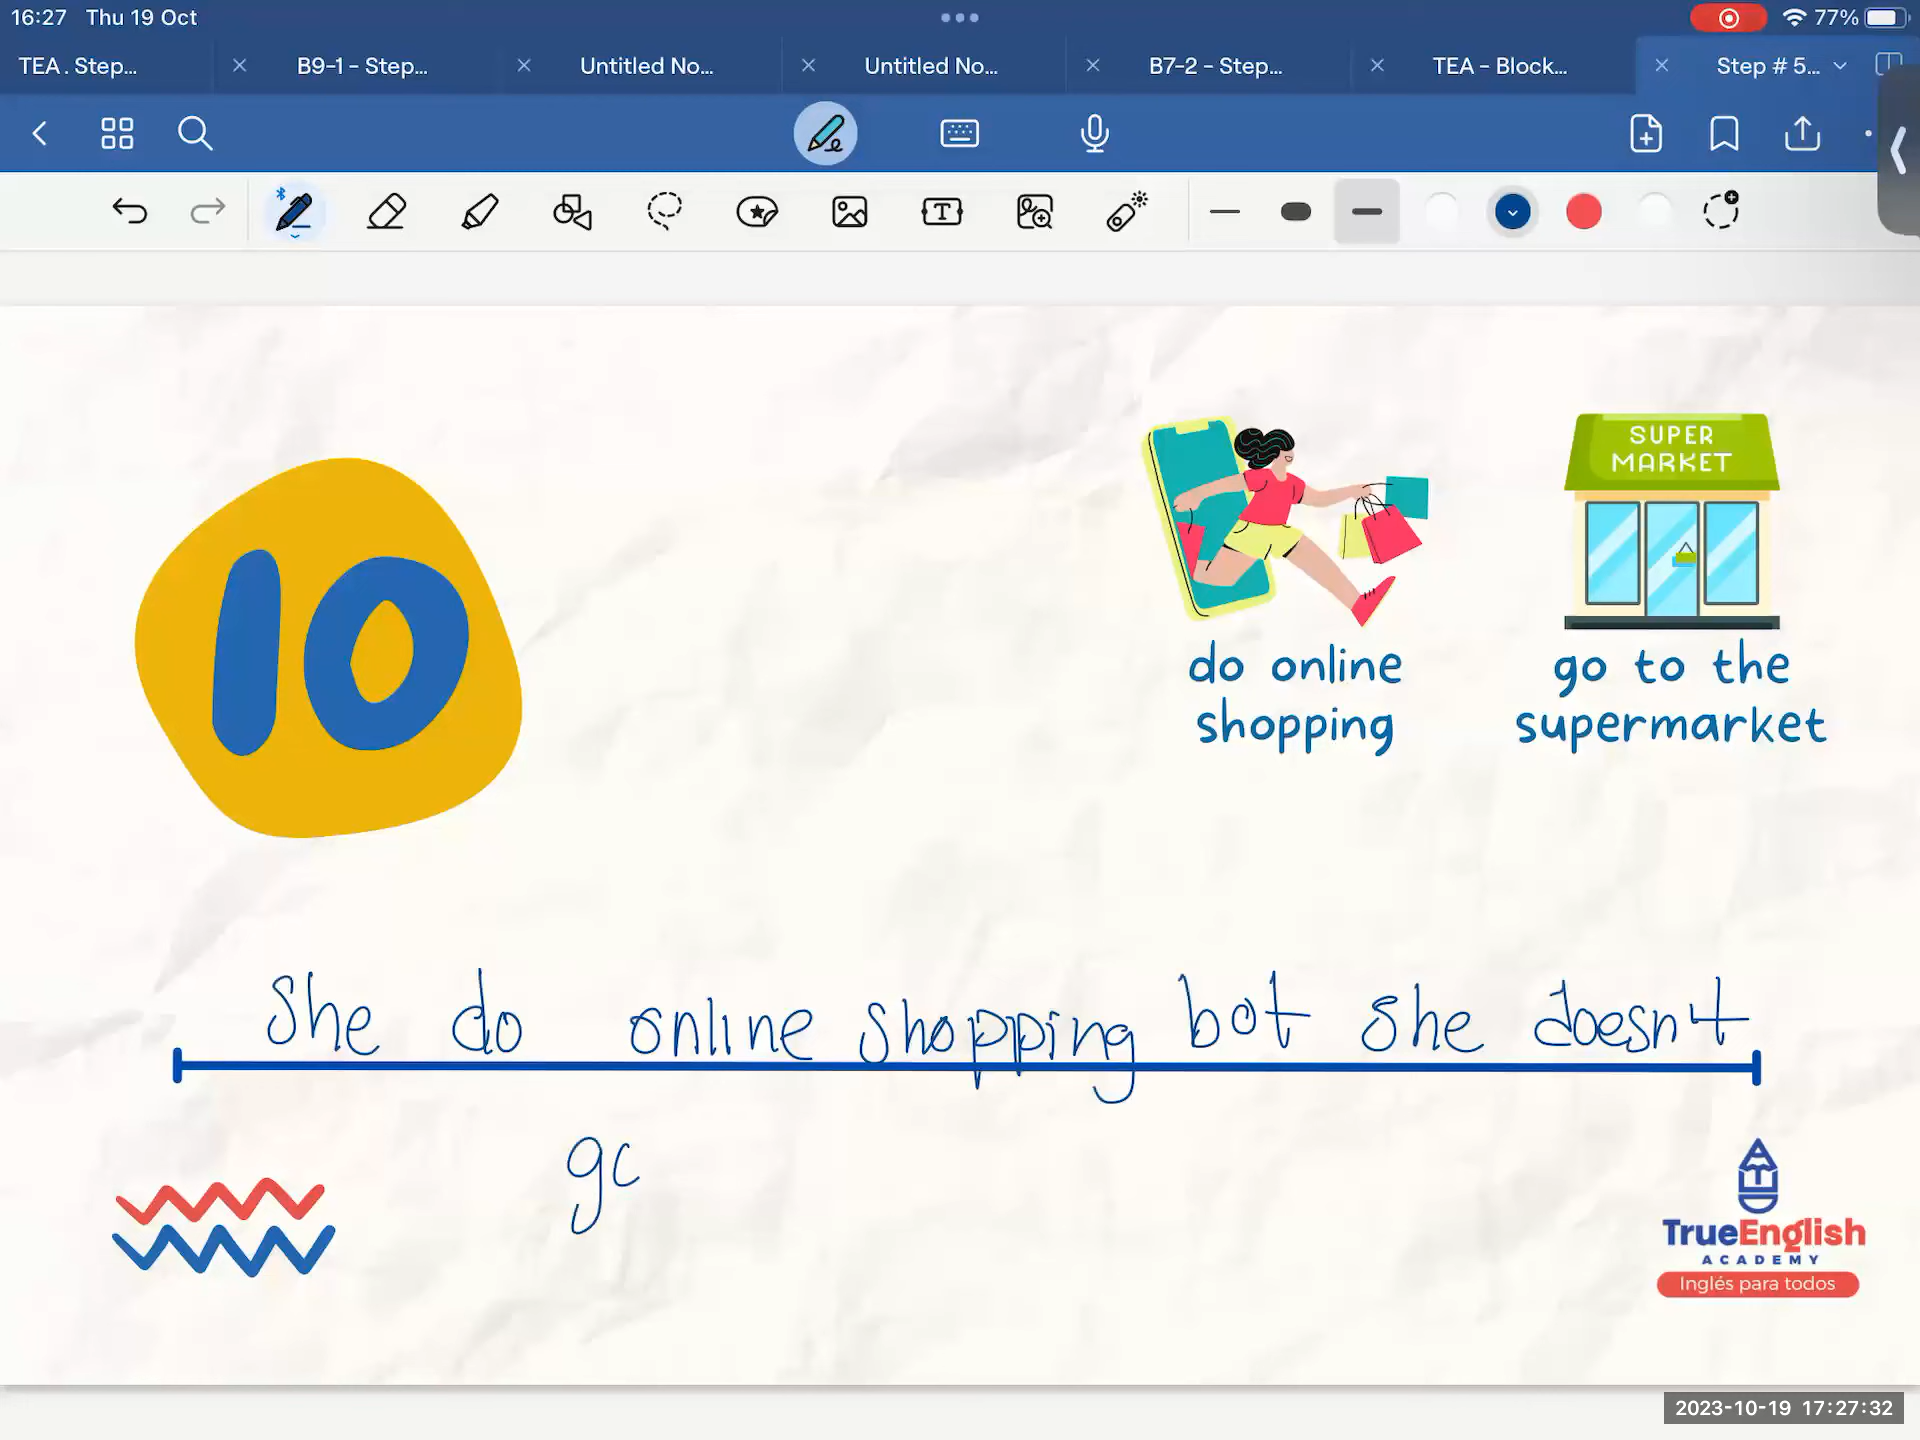 16:27 Thu 19 Oct 77%
TEA . Step... B9-1 - Step... Untitled No... Untitled No... B7-2 - Step... TEA - Block... Step # 5...
SUPER
MARKET
10
do online
shopping
go to the
supermarket
She do online shopping bot she doesn't
go
TrueEnglish
ACADEMY
Inglés para todos
2023-10-19 17:27:32